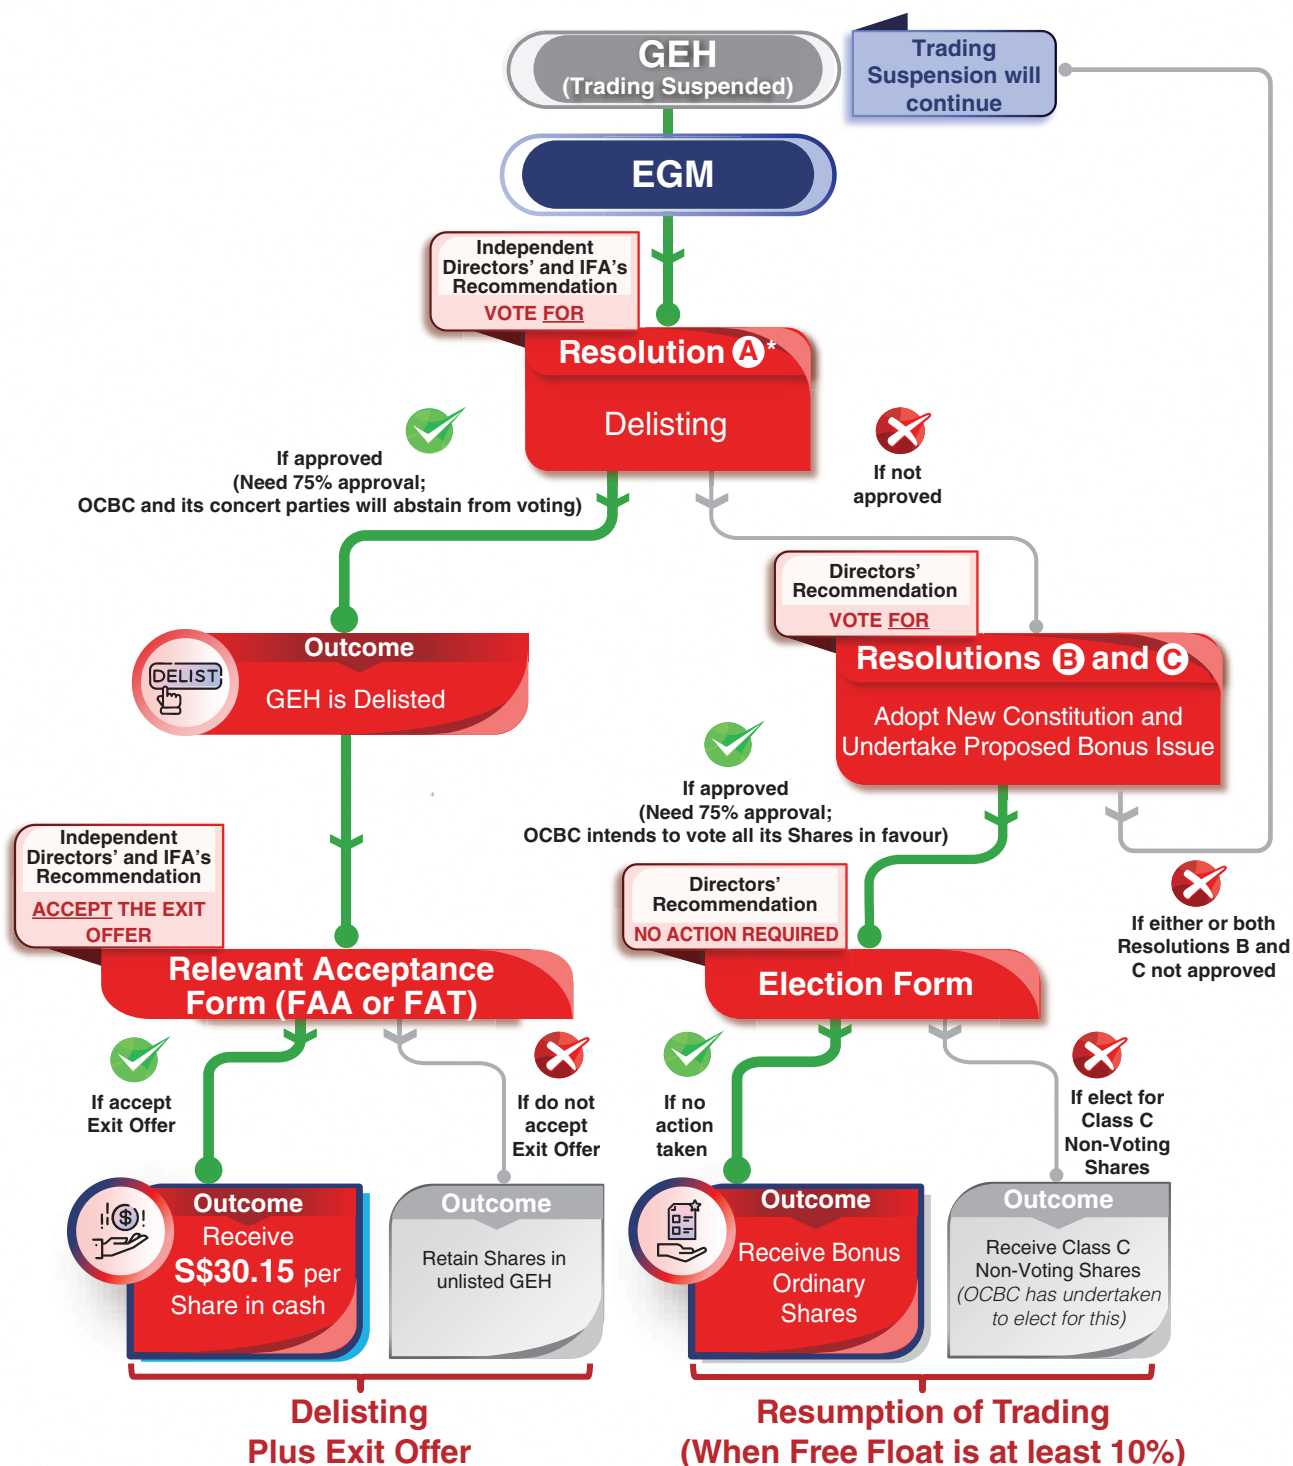 GEH
(Trading Suspended)
Trading
Suspension will
continue
EGM
Independent
Directors' and IFA's
Recommendation
VOTE FOR
Resolution A*
Delisting
If approved
(Need 75% approval;
OCBC and its concert parties will abstain from voting)
If not
approved
Directors'
Recommendation
VOTE FOR
Resolutions B and C
Adopt New Constitution and
Undertake Proposed Bonus Issue
Outcome
DELIST
GEH is Delisted
If approved
(Need 75% approval;
OCBC intends to vote all its Shares in favour)
If either or both
Resolutions B and
C not approved
Independent
Directors' and IFA's
Recommendation
ACCEPT THE EXIT
OFFER
Relevant Acceptance
Form (FAA or FAT)
Directors'
Recommendation
NO ACTION REQUIRED
Election Form
If accept
Exit Offer
If do not
accept
Exit Offer
If no
action
taken
If elect for
Class C
Non-Voting
Shares
Outcome
Receive
S$30.15 per
Share in cash
Outcome
Retain Shares in
unlisted GEH
Outcome
Receive Bonus
Ordinary
Shares
Outcome
Receive Class C
Non-Voting Shares
(OCBC has undertaken
to elect for this)
Delisting
Plus Exit Offer
Resumption of Trading
(When Free Float is at least 10%)